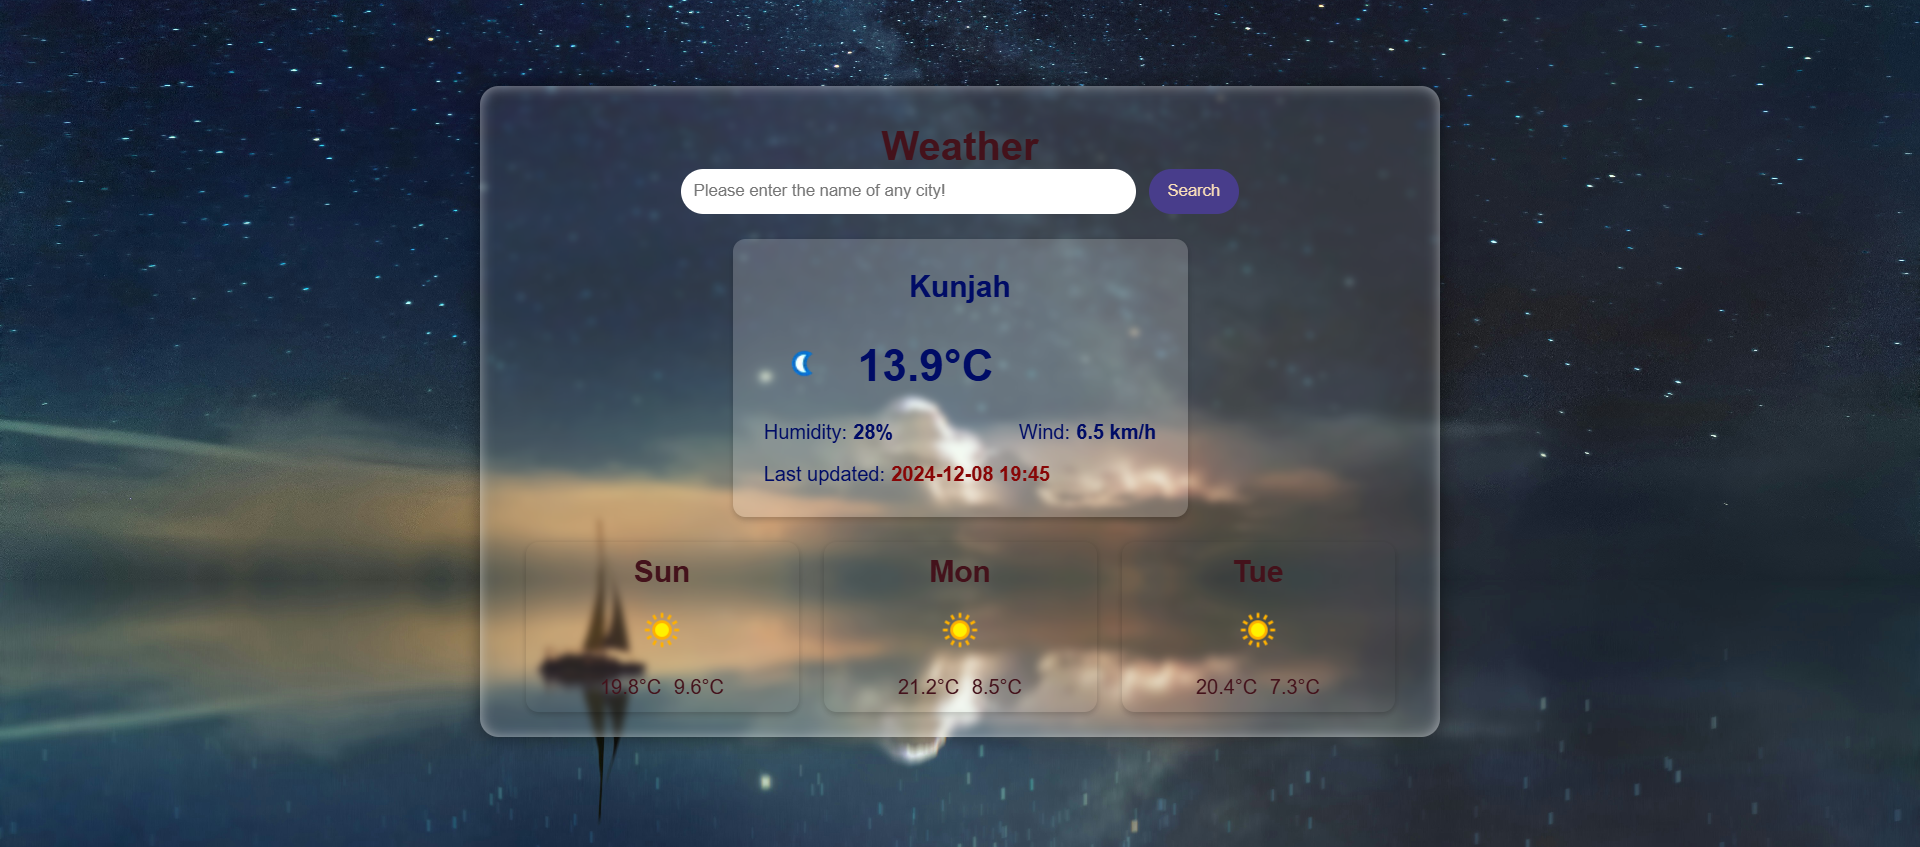 Weather
Please enter the name of any city!
Search
Kunjah
13.9°C
Humidity: 28% Wind: 6.5 km/h
Last updated: 2024-12-08 19:45
Sun Mon Tue
19.8°C 9.6°C 21.2°C 8.5°C 20.4°C 7.3°C